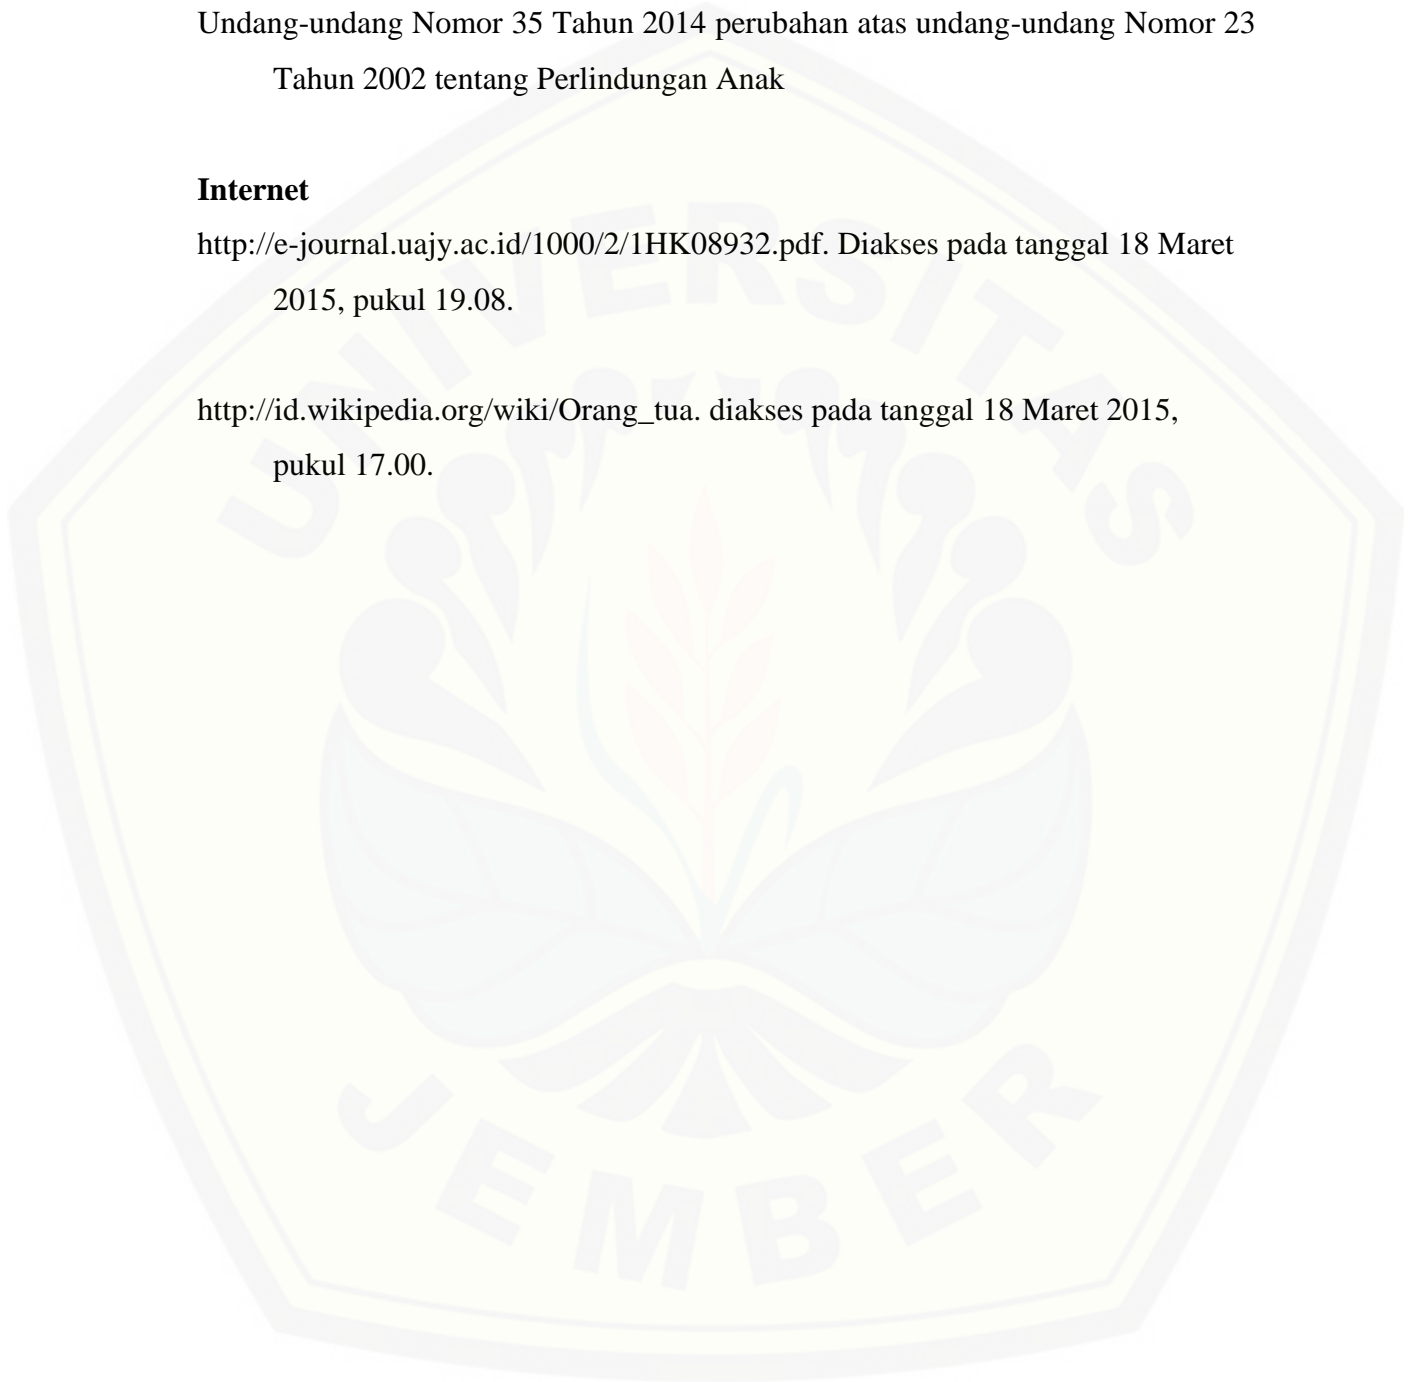 Undang-undang Nomor 35 Tahun 2014 perubahan atas undang-undang Nomor 23
Tahun 2002 tentang Perlindungan Anak
Internet
http://e-journal.uajy.ac.id/1000/2/1HK08932.pdf. Diakses pada tanggal 18 Maret
2015, pukul 19.08.
http://id.wikipedia.org/wiki/Orang_tua. diakses pada tanggal 18 Maret 2015,
pukul 17.00.
UNIVERSITAS
JEMBER